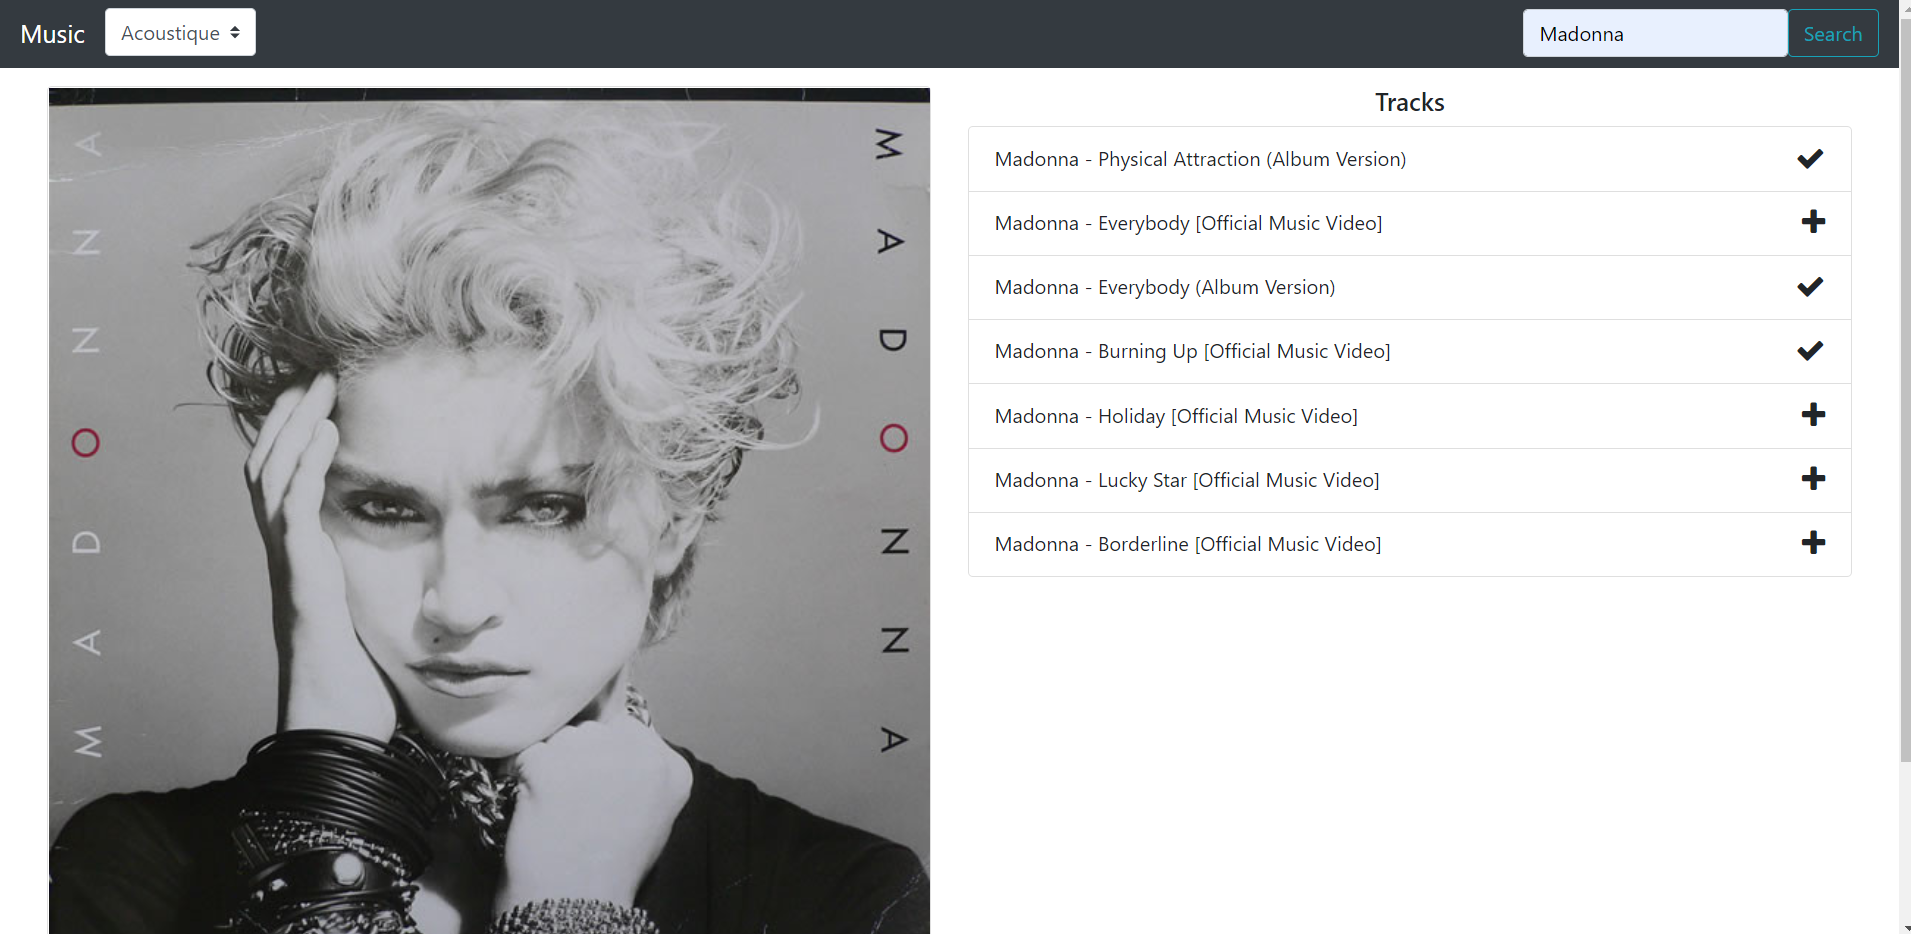 Music
Acoustique
Madonna
Search
MADONNA
MADONNA
Tracks
Madonna - Physical Attraction (Album Version)
Madonna - Everybody [Official Music Video]
Madonna - Everybody (Album Version)
Madonna - Burning Up [Official Music Video]
Madonna - Holiday [Official Music Video]
Madonna - Lucky Star [Official Music Video]
Madonna - Borderline [Official Music Video]